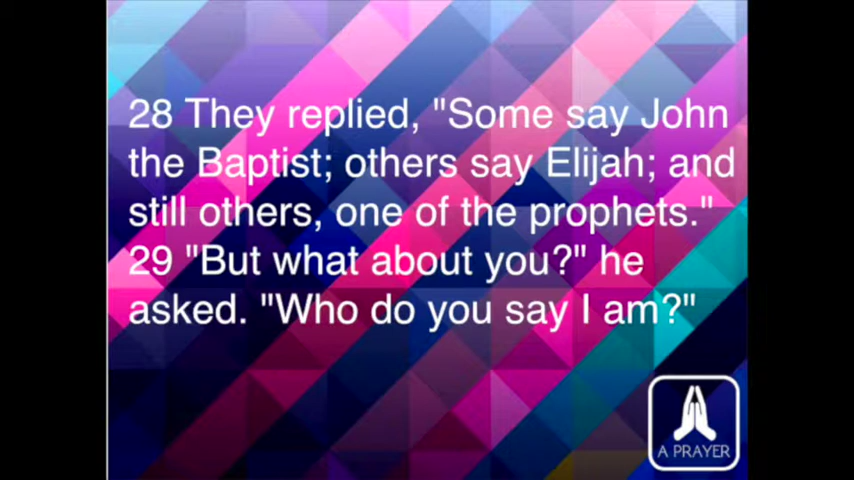 28 They replied, "Some say John
the Baptist; others say Elijah; and
still others, one of the prophets."
29 "But what about you?" he
asked. "Who do you say I am?"
A PRAYER